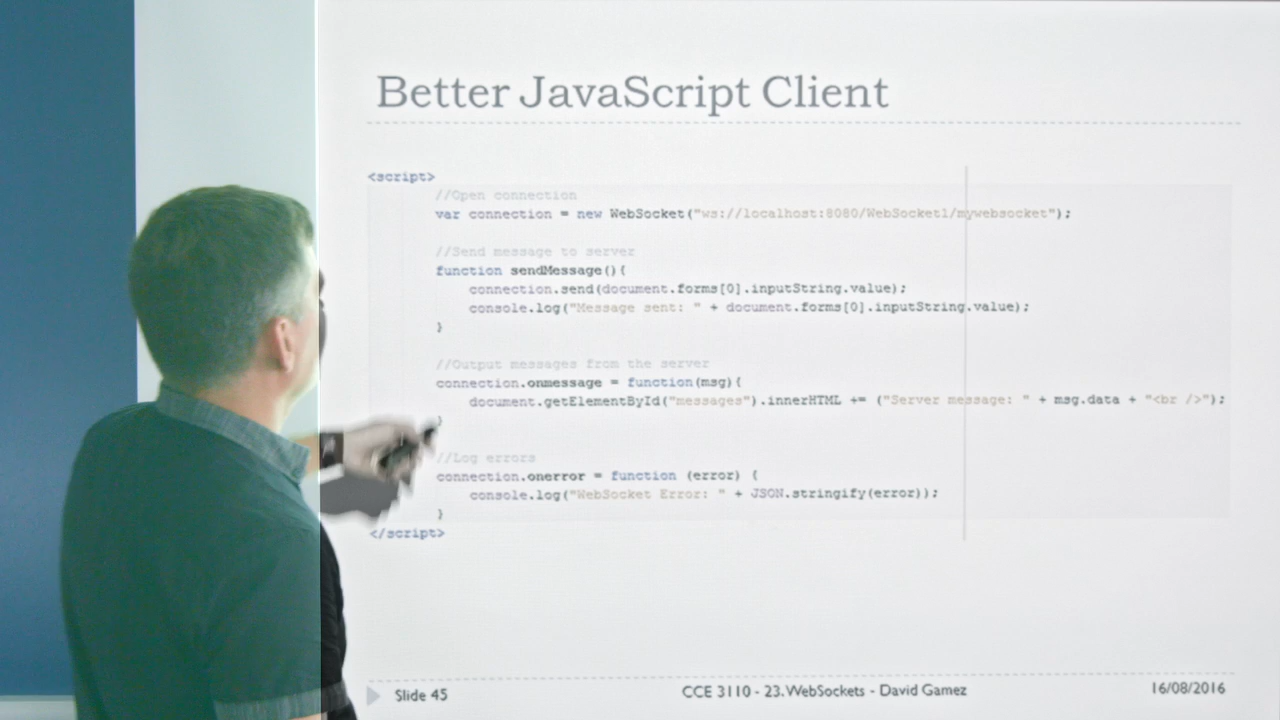 Better JavaScript Client
<script>
//Open connection
var connection = new WebSocket("ws://localhost:8080/WebSocket1/mywebsocket");
//Send message to server
function sendMessage(){
connection.send(document.forms[0].inputString.value);
console.log("Message sent: " + document.forms[0].inputString.value);
}
//Output messages from the server
connection.onmessage = function(msg){
document.getElementById("messages").innerHTML += ("Server message: " + msg.data + "<br />");
}
//Log errors
connection.onerror = function (error) {
console.log("WebSocket Error: " + JSON.stringify(error));
}
</script>
Slide 45
CCE 3110 - 23.WebSockets - David Gamez
16/08/2016